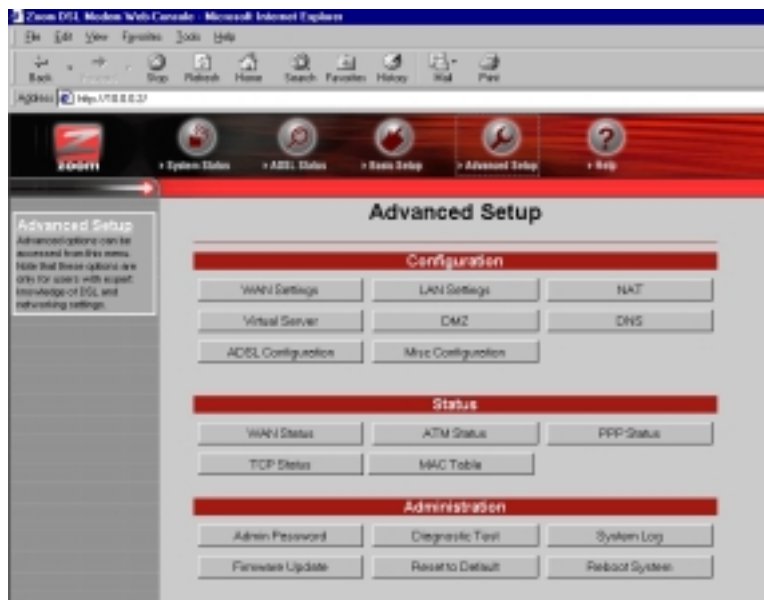 Zoom DSL Modem Web Console - Microsoft Internet Explorer
File Edit View Favorites Tools Help
Back Stop Refresh Home Search Favorites History Mail Print
Address http://10.0.0.2/
ZOOM
System Status ADSL Status Basic Setup Advanced Setup Help
Advanced Setup
Advanced options can be
accessed from this menu.
Note that these options are
only for users with expert
knowledge of DSL and
networking settings.
Advanced Setup
Configuration
WAN Settings LAN Settings NAT
Virtual Server DMZ DNS
ADSL Configuration Misc Configuration
Status
WAN Status ATM Status PPP Status
TCP Status MAC Table
Administration
Admin Password Diagnostic Test System Log
Firmware Update Reset to Default Reboot System